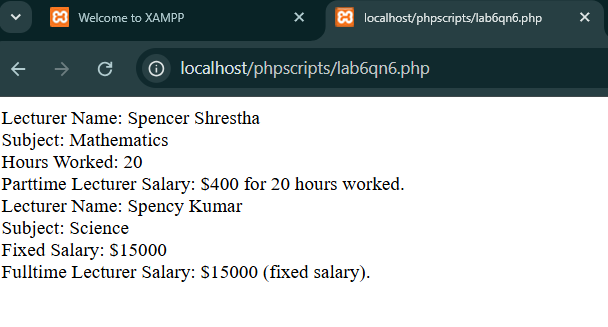 Welcome to XAMPP
localhost/phpscripts/lab6qn6.php
localhost/phpscripts/lab6qn6.php
Lecturer Name: Spencer Shrestha
Subject: Mathematics
Hours Worked: 20
Parttime Lecturer Salary: $400 for 20 hours worked.
Lecturer Name: Spency Kumar
Subject: Science
Fixed Salary: $15000
Fulltime Lecturer Salary: $15000 (fixed salary).